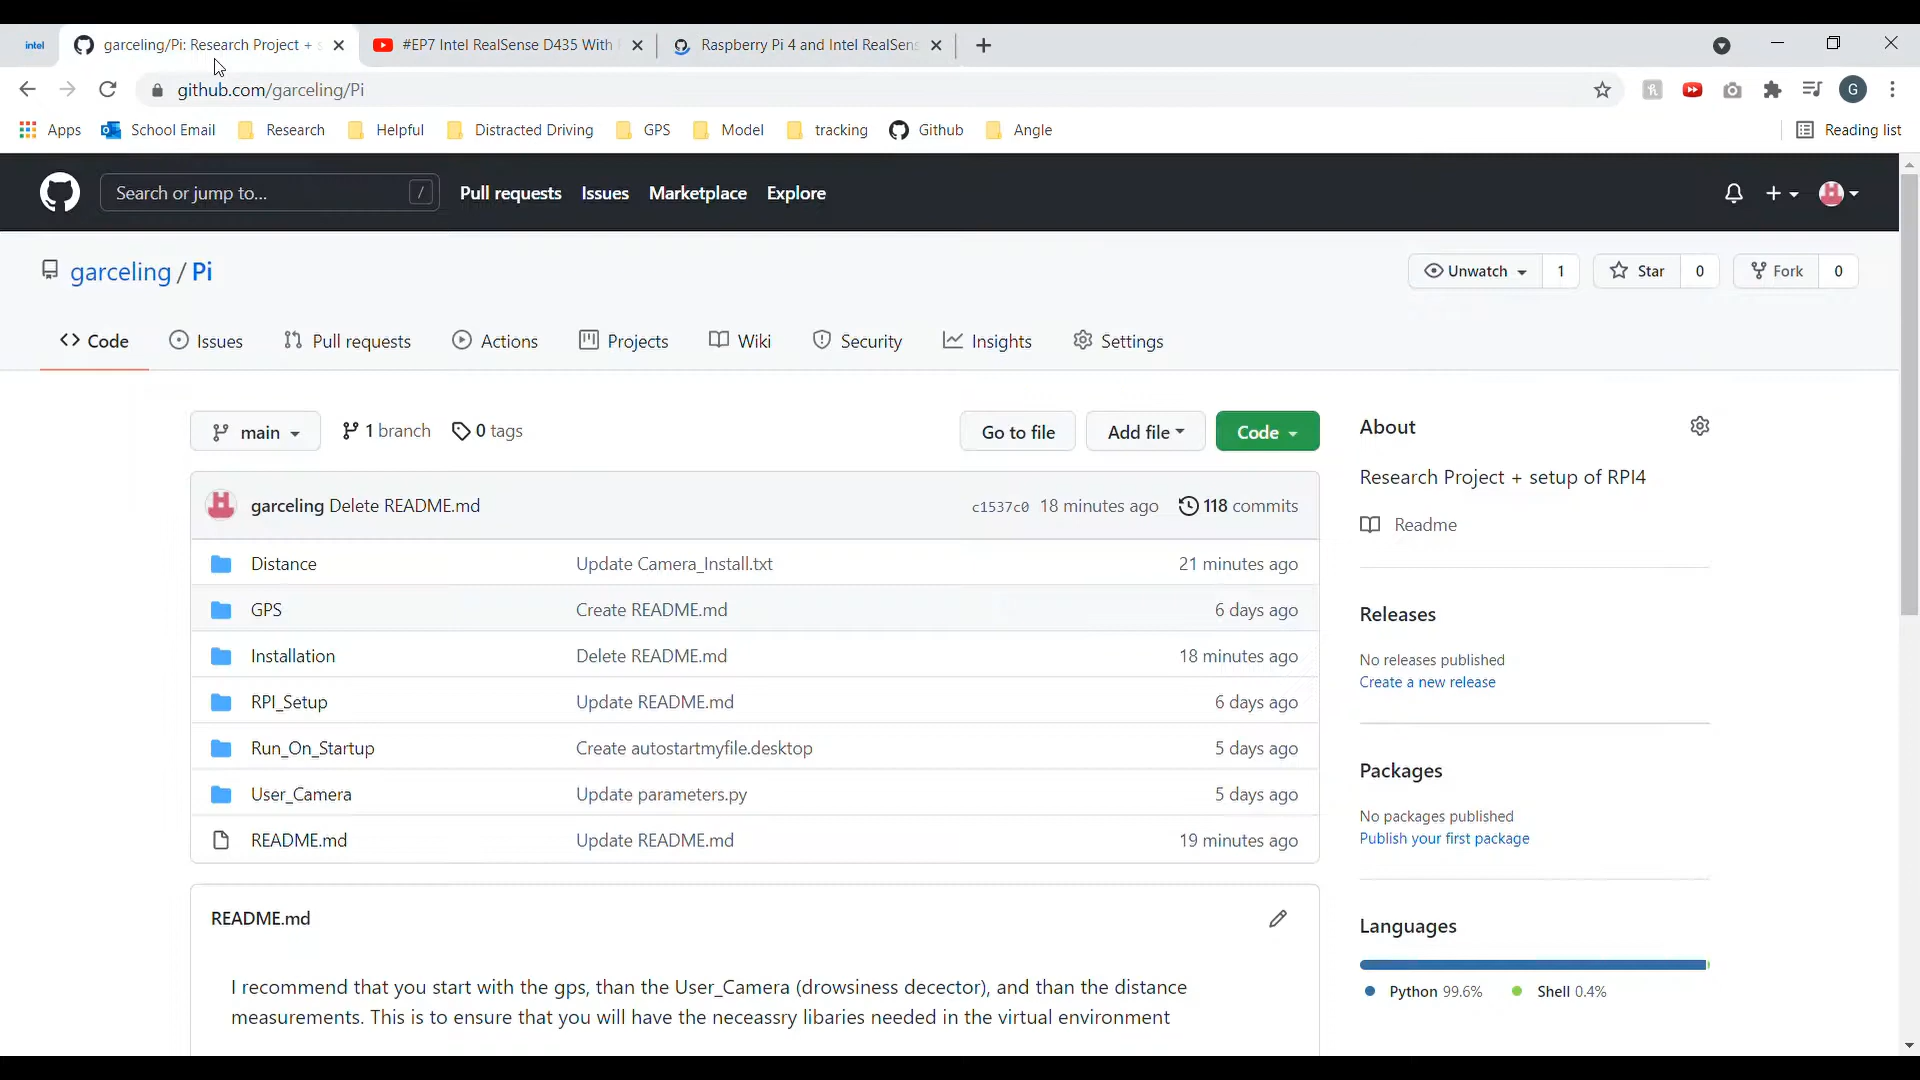 intel garceling/Pi: Research Project + #EP7 Intel RealSense D435 With Raspberry Pi 4 and Intel RealSens
github.com/garceling/Pi G
Apps School Email Research Helpful Distracted Driving GPS Model tracking Github Angle Reading list
Search or jump to... / Pull requests Issues Marketplace Explore
garceling / Pi Unwatch 1 Star 0 Fork 0
Code Issues Pull requests Actions Projects Wiki Security Insights Settings
main 1 branch 0 tags Go to file Add file Code About
Research Project + setup of RPI4
garceling Delete README.md c1537c0 18 minutes ago 118 commits
Readme
Distance Update Camera_Install.txt 21 minutes ago
GPS Create README.md 6 days ago
Releases
Installation Delete README.md 18 minutes ago
No releases published
Create a new release
RPI_Setup Update README.md 6 days ago
Run_On_Startup Create autostartmyfile.desktop 5 days ago
Packages
User_Camera Update parameters.py 5 days ago
No packages published
Publish your first package
README.md Update README.md 19 minutes ago
README.md
Languages
Python 99.6% Shell 0.4%
I recommend that you start with the gps, than the User_Camera (drowsiness decector), and than the distance
measurements. This is to ensure that you will have the neceassry libaries needed in the virtual environment